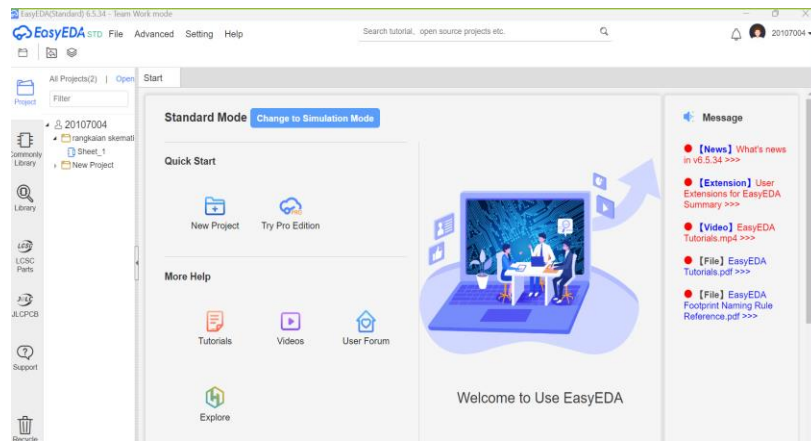 EasyEDA(Standard) 6.5.34 - Team Work mode
EasyEDA STD File Advanced Setting Help
Search tutorial, open source projects etc.
20107004
All Projects(2) | Open
Start
Filter
Project
20107004
rangkaian skemati
Sheet_1
New Project
Commonly
Library
Library
LCSC
LCSC
Parts
JLCPCB
Support
Recycle
Standard Mode
Change to Simulation Mode
Quick Start
New Project
Try Pro Edition
More Help
Tutorials
Videos
User Forum
Explore
Welcome to Use EasyEDA
Message
【News】What's news
in v6.5.34 >>>
【Extension】User
Extensions for EasyEDA
Summary >>>
【Video】EasyEDA
Tutorials.mp4 >>>
【File】EasyEDA
Tutorials.pdf >>>
【File】EasyEDA
Footprint Naming Rule
Reference.pdf >>>